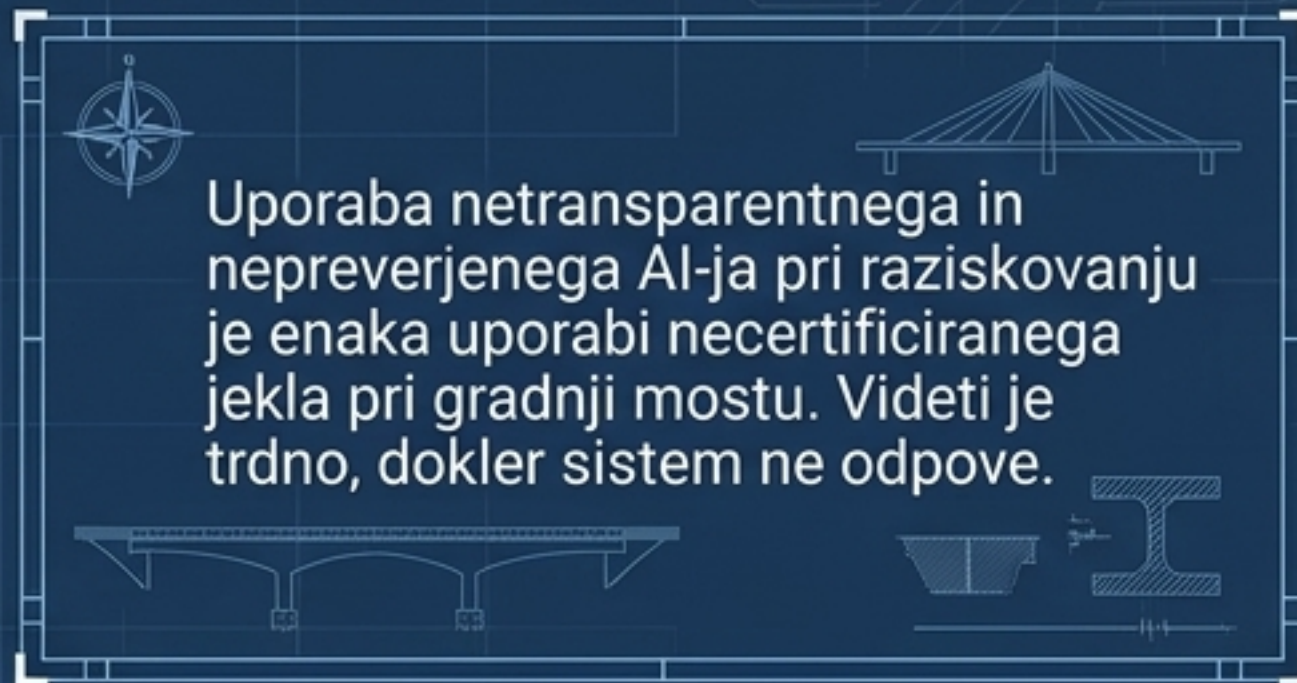 Uporaba netransparentnega in
nepreverjenega AI-ja pri raziskovanju
je enaka uporabi necertificiranega
jekla pri gradnji mostu. Videti je
trdno, dokler sistem ne odpove.